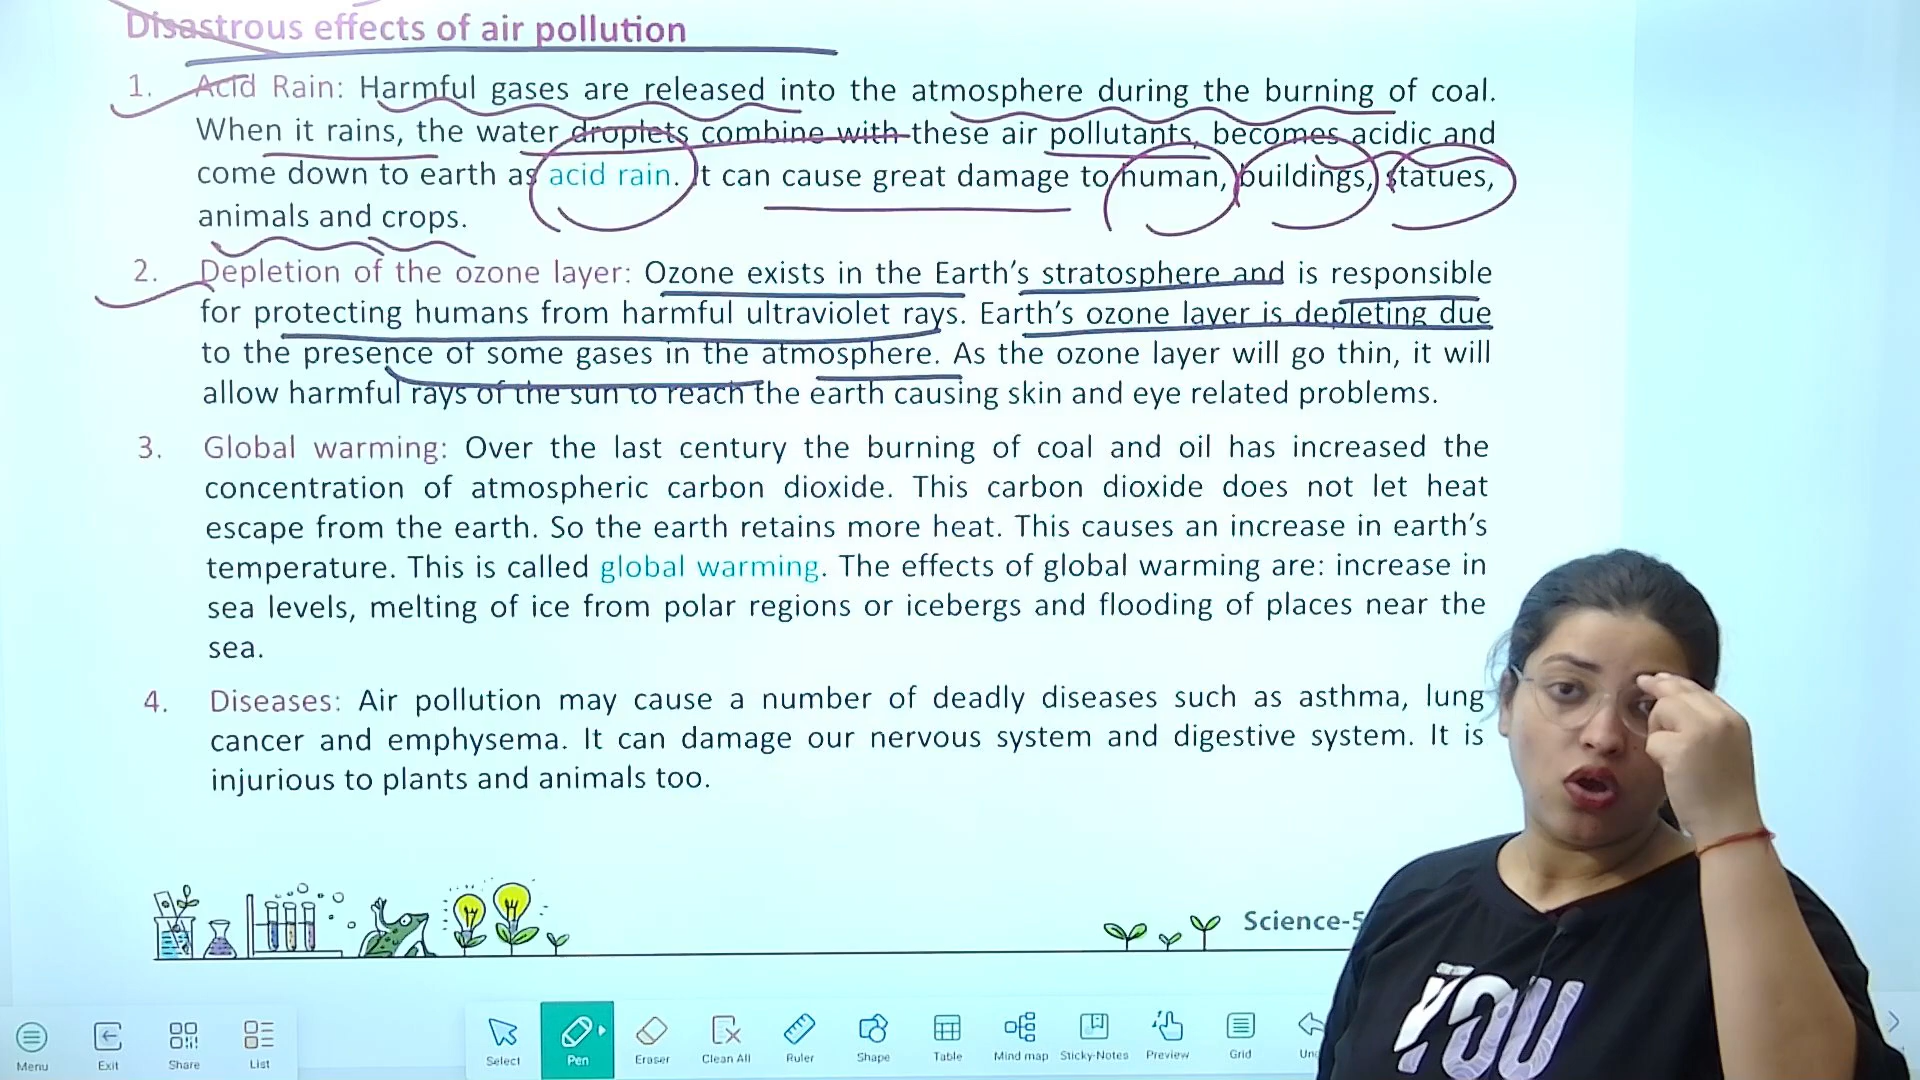 Disastrous effects of air pollution
1. Acid Rain: Harmful gases are released into the atmosphere during the burning of coal.
When it rains, the water droplets combine with these air pollutants, becomes acidic and
come down to earth as acid rain. It can cause great damage to human, buildings, statues,
animals and crops.
2. Depletion of the ozone layer: Ozone exists in the Earth's stratosphere and is responsible
for protecting humans from harmful ultraviolet rays. Earth's ozone layer is depleting due
to the presence of some gases in the atmosphere. As the ozone layer will go thin, it will
allow harmful rays of the sun to reach the earth causing skin and eye related problems.
3. Global warming: Over the last century the burning of coal and oil has increased the
concentration of atmospheric carbon dioxide. This carbon dioxide does not let heat
escape from the earth. So the earth retains more heat. This causes an increase in earth's
temperature. This is called global warming. The effects of global warming are: increase in
sea levels, melting of ice from polar regions or icebergs and flooding of places near the
sea.
4. Diseases: Air pollution may cause a number of deadly diseases such as asthma, lung
cancer and emphysema. It can damage our nervous system and digestive system. It is
injurious to plants and animals too.
Science-5
YOU
Menu Exit Share List Select Pen Eraser Clean All Ruler Shape Table Mind map Sticky-Notes Preview Grid